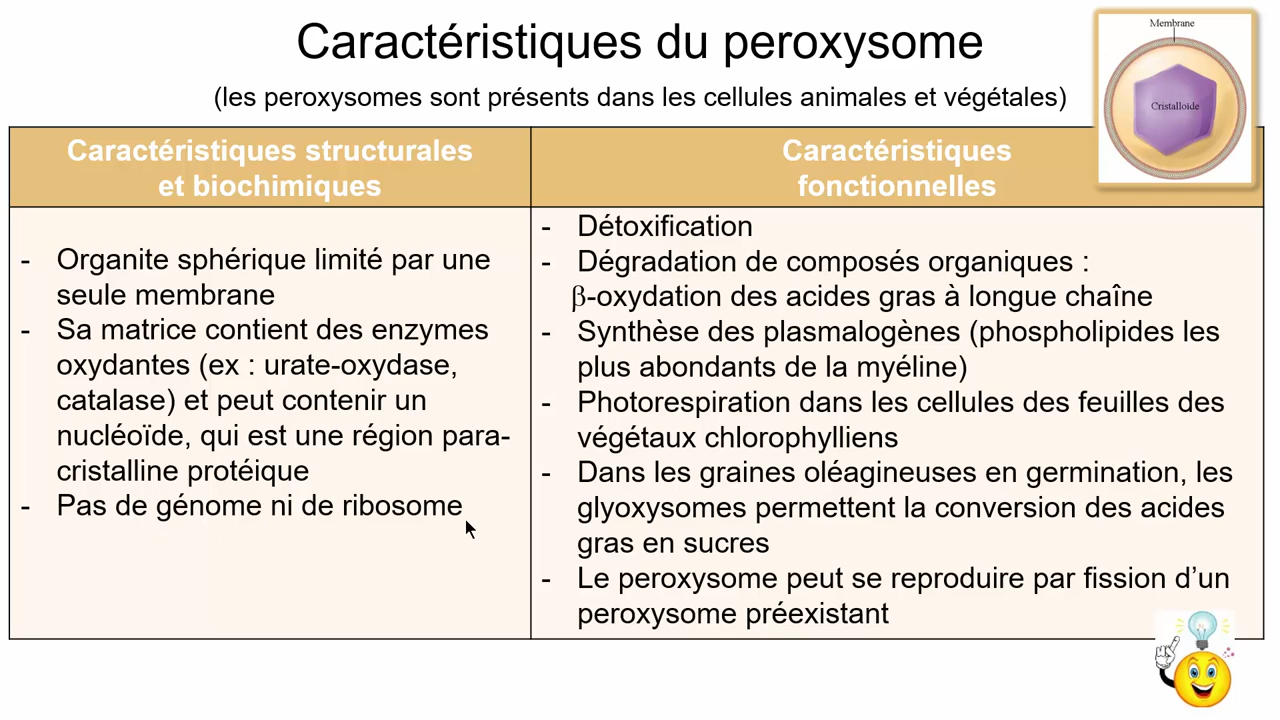 Caractéristiques du peroxysome
(les peroxysomes sont présents dans les cellules animales et végétales)
Membrane
Cristalloïde
Caractéristiques structurales
et biochimiques
- Organite sphérique limité par une
seule membrane
- Sa matrice contient des enzymes
oxydantes (ex : urate-oxydase,
catalase) et peut contenir un
nucléoïde, qui est une région para-
cristalline protéique
- Pas de génome ni de ribosome
Caractéristiques
fonctionnelles
- Détoxification
- Dégradation de composés organiques :
β-oxydation des acides gras à longue chaîne
- Synthèse des plasmalogènes (phospholipides les
plus abondants de la myéline)
- Photorespiration dans les cellules des feuilles des
végétaux chlorophylliens
- Dans les graines oléagineuses en germination, les
glyoxysomes permettent la conversion des acides
gras en sucres
- Le peroxysome peut se reproduire par fission d’un
peroxysome préexistant